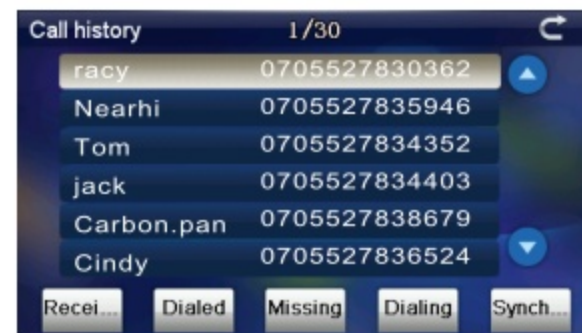 Call history 1/30
racy 0705527830362
Nearhi 0705527835946
Tom 0705527834352
jack 0705527834403
Carbon.pan 0705527838679
Cindy 0705527836524
Recei... Dialed Missing Dialing Synch...